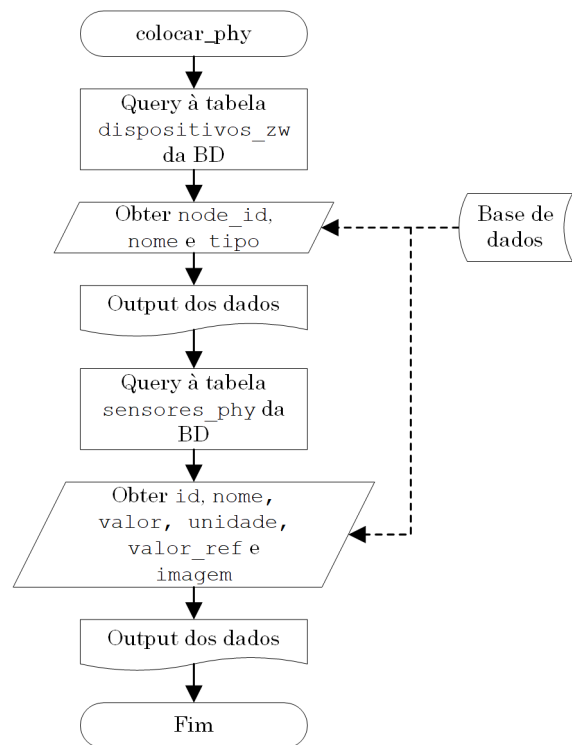 colocar_phy
Query à tabela
dispositivos_zw
da BD
Obter node_id,
nome e tipo
Base de
dados
Output dos dados
Query à tabela
sensores_phy da
BD
Obter id, nome,
valor, unidade,
valor_ref e
imagem
Output dos dados
Fim